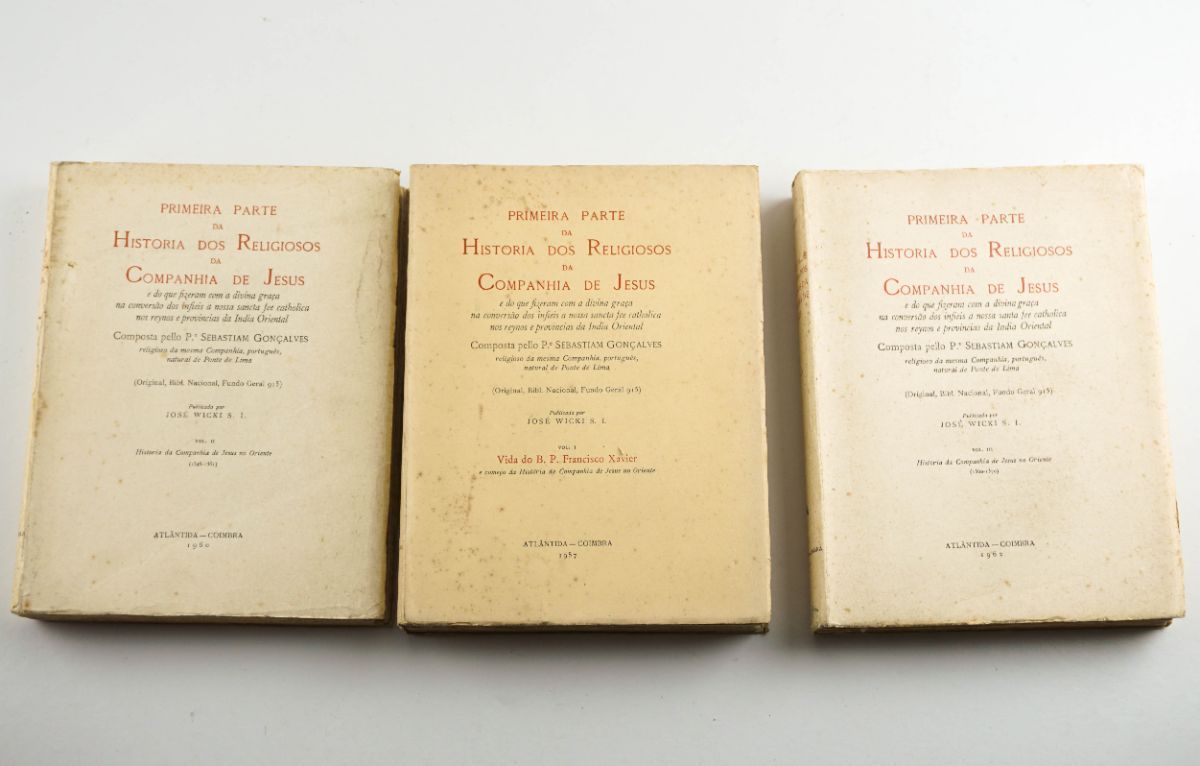 PRIMEIRA PARTE
DA
HISTORIA DOS RELIGIOSOS
DA
COMPANHIA DE JESUS
e do que fizeram com a divina graça
na conversão dos infieis a nossa sancta fee catholica
nos reynos e provincias da India Oriental
Composta pello P.e SEBASTIAM GONÇALVES
religioso da mesma Companhia, português,
natural de Ponte de Lima
(Original, Bibl. Nacional, Fundo Geral 915)
Publicada por
JOSÉ WICKI S. I.
VOL. II
Historia da Companhia de Jesus no Oriente
ATLÂNTIDA — COIMBRA
1960
PRIMEIRA PARTE
DA
HISTORIA DOS RELIGIOSOS
DA
COMPANHIA DE JESUS
e do que fizeram com a divina graça
na conversão dos infieis a nossa sancta fee catholica
nos reynos e provincias da India Oriental
Composta pello P.e SEBASTIAM GONÇALVES
religioso da mesma Companhia, português,
natural de Ponte de Lima
(Original, Bibl. Nacional, Fundo Geral 915)
Publicada por
JOSÉ WICKI S. I.
VOL. I
Vida do B. P. Francisco Xavier
e começo da História da Companhia de Jesus no Oriente
ATLÂNTIDA — COIMBRA
1957
PRIMEIRA PARTE
DA
HISTORIA DOS RELIGIOSOS
DA
COMPANHIA DE JESUS
e do que fizeram com a divina graça
na conversão dos infieis a nossa santa fee catholica
nos reynos e provincias da India Oriental
Composta pello P.e SEBASTIAM GONÇALVES
religioso da mesma Companhia, português,
natural de Ponte de Lima
(Original, Bibl. Nacional, Fundo Geral 915)
Publicada por
JOSÉ WICKI S. I.
VOL. III
Historia da Companhia de Jesus no Oriente
ATLÂNTIDA — COIMBRA
1962